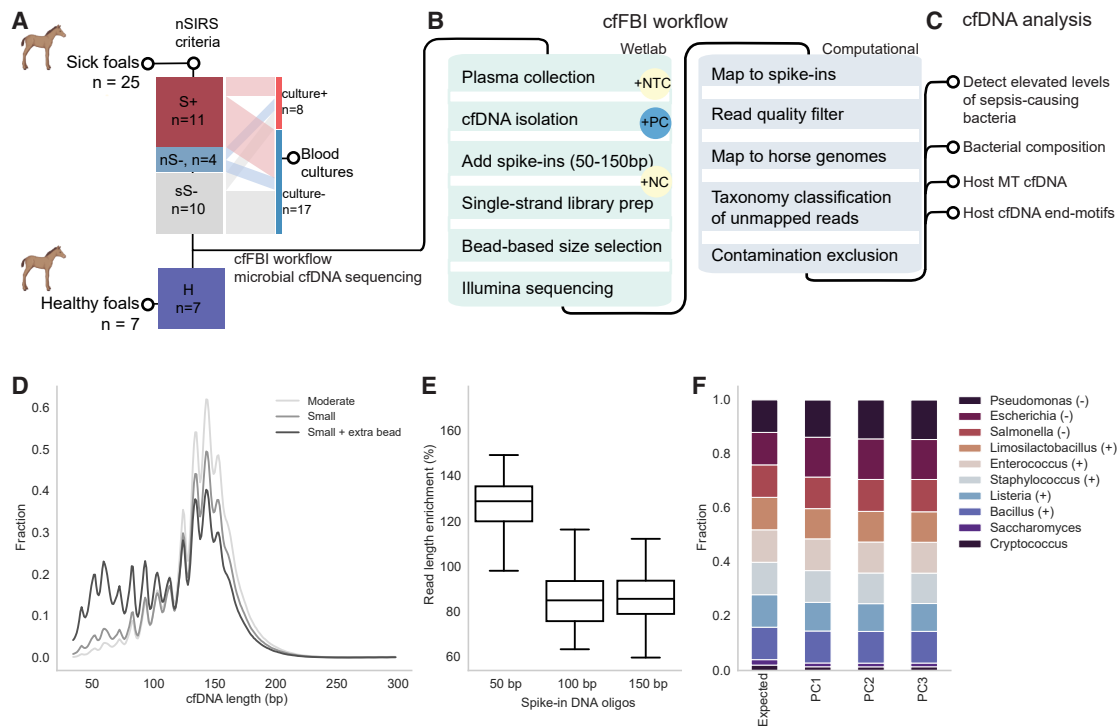 A
Sick foals
n = 25
nSIRS
criteria
S+
n=11
nS-, n=4
sS-
n=10
culture+
n=8
Blood
cultures
culture-
n=17
cfFBI workflow
microbial cfDNA sequencing
Healthy foals
n = 7
H
n=7
B
cfFBI workflow
Wetlab
Plasma collection
+NTC
cfDNA isolation
+PC
Add spike-ins (50-150bp)
+NC
Single-strand library prep
Bead-based size selection
Illumina sequencing
Computational
Map to spike-ins
Read quality filter
Map to horse genomes
Taxonomy classification
of unmapped reads
Contamination exclusion
C
cfDNA analysis
Detect elevated levels
of sepsis-causing
bacteria
Bacterial composition
Host MT cfDNA
Host cfDNA end-motifs
D
Moderate
Small
Small + extra bead
Fraction
0.6
0.5
0.4
0.3
0.2
0.1
0.0
50
100
150
200
250
300
cfDNA length (bp)
E
Read length enrichment (%)
160
140
120
100
80
60
50 bp
100 bp
150 bp
Spike-in DNA oligos
F
Fraction
1.0
0.8
0.6
0.4
0.2
0.0
Expected
PC1
PC2
PC3
Pseudomonas (-)
Escherichia (-)
Salmonella (-)
Limosilactobacillus (+)
Enterococcus (+)
Staphylococcus (+)
Listeria (+)
Bacillus (+)
Saccharomyces
Cryptococcus